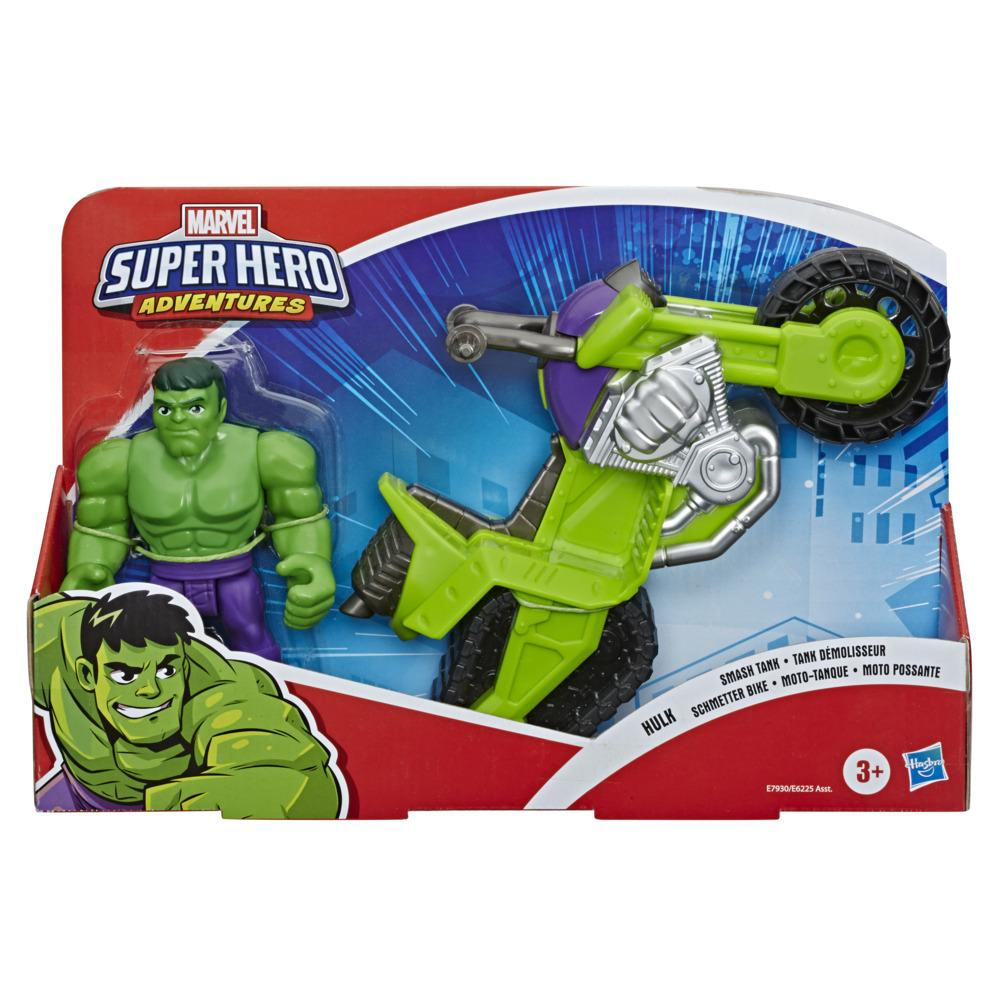 MARVEL
SUPER HERO
ADVENTURES
HULK
SMASH TANK • TANK DÉMOLISSEUR
SCHMETTER BIKE • MOTO-TANQUE • MOTO POSSANTE
3+
Hasbro
E7930/E6225 Asst.